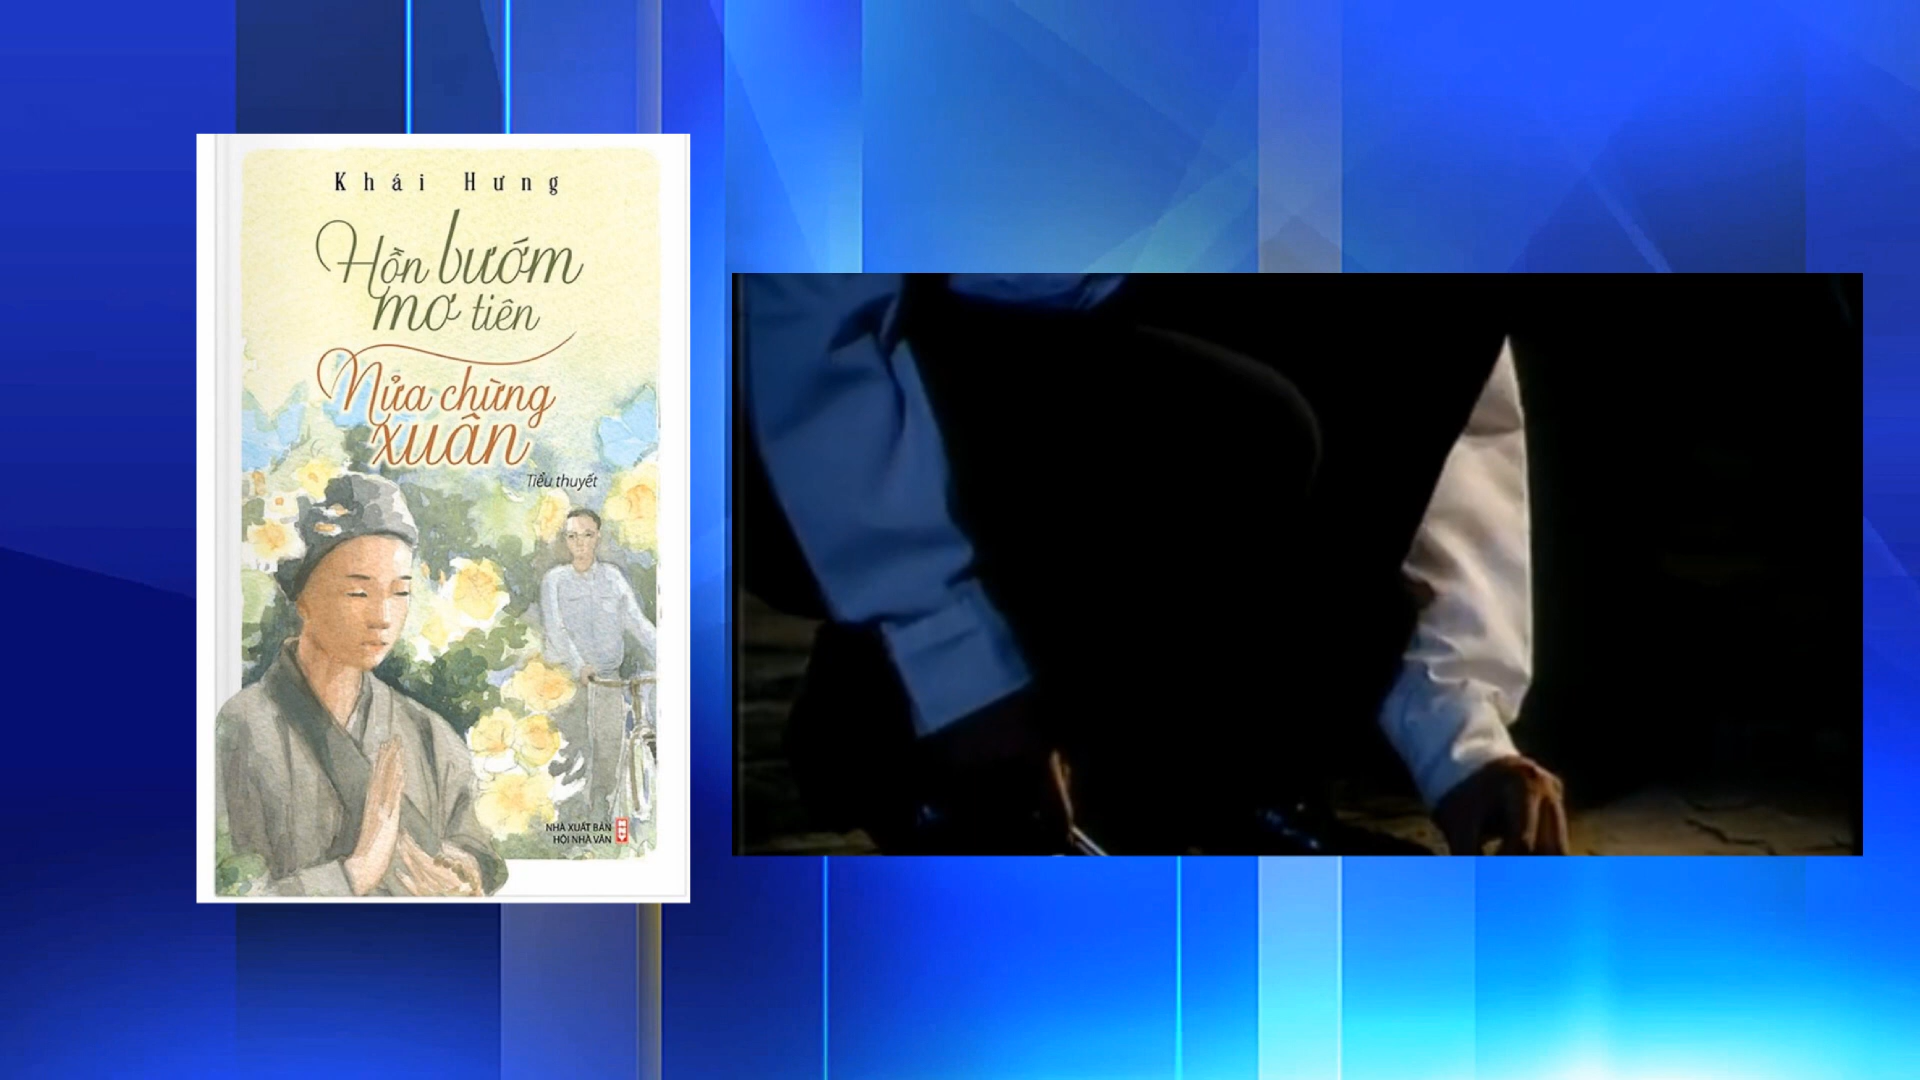 Khái Hưng
Hồn bướm
mơ tiên
Nửa chừng
xuân
Tiểu thuyết
NHÀ XUẤT BẢN
HỘI NHÀ VĂN